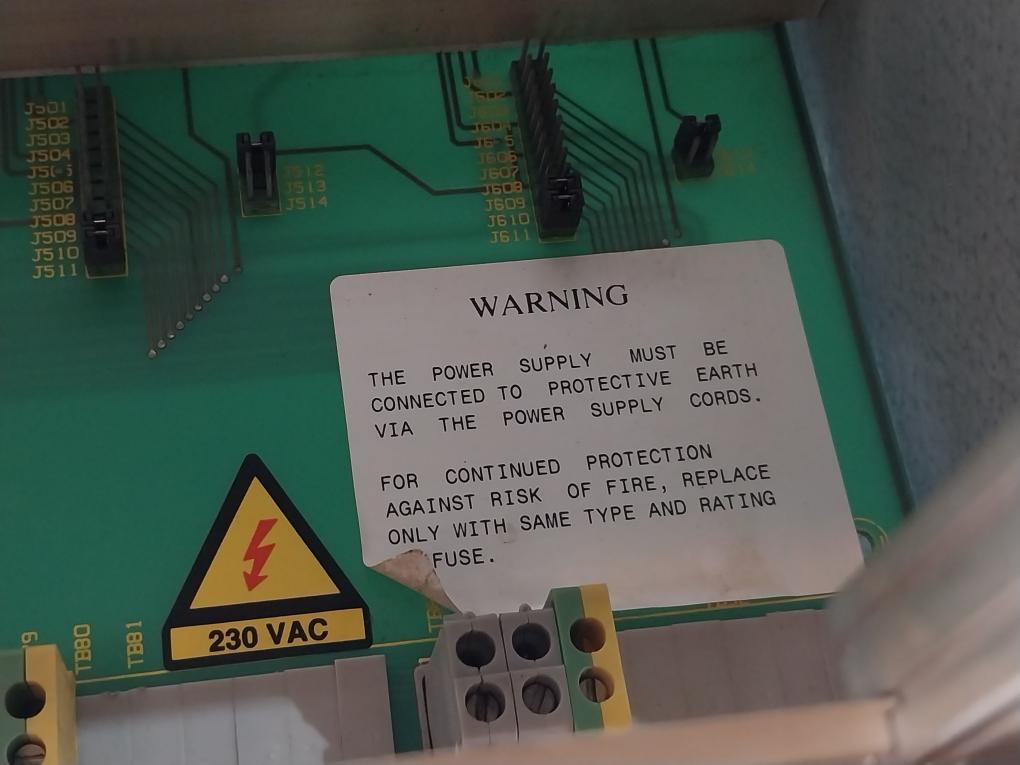 J501
J502
J503
J504
J506
J507
J508
J509
J510
J511
J512
J513
J514
J606
J607
J608
J609
J610
J611
WARNING
THE POWER SUPPLY MUST BE
CONNECTED TO PROTECTIVE EARTH
VIA THE POWER SUPPLY CORDS.
FOR CONTINUED PROTECTION
AGAINST RISK OF FIRE, REPLACE
ONLY WITH SAME TYPE AND RATING
FUSE.
230 VAC
TB80
TB81